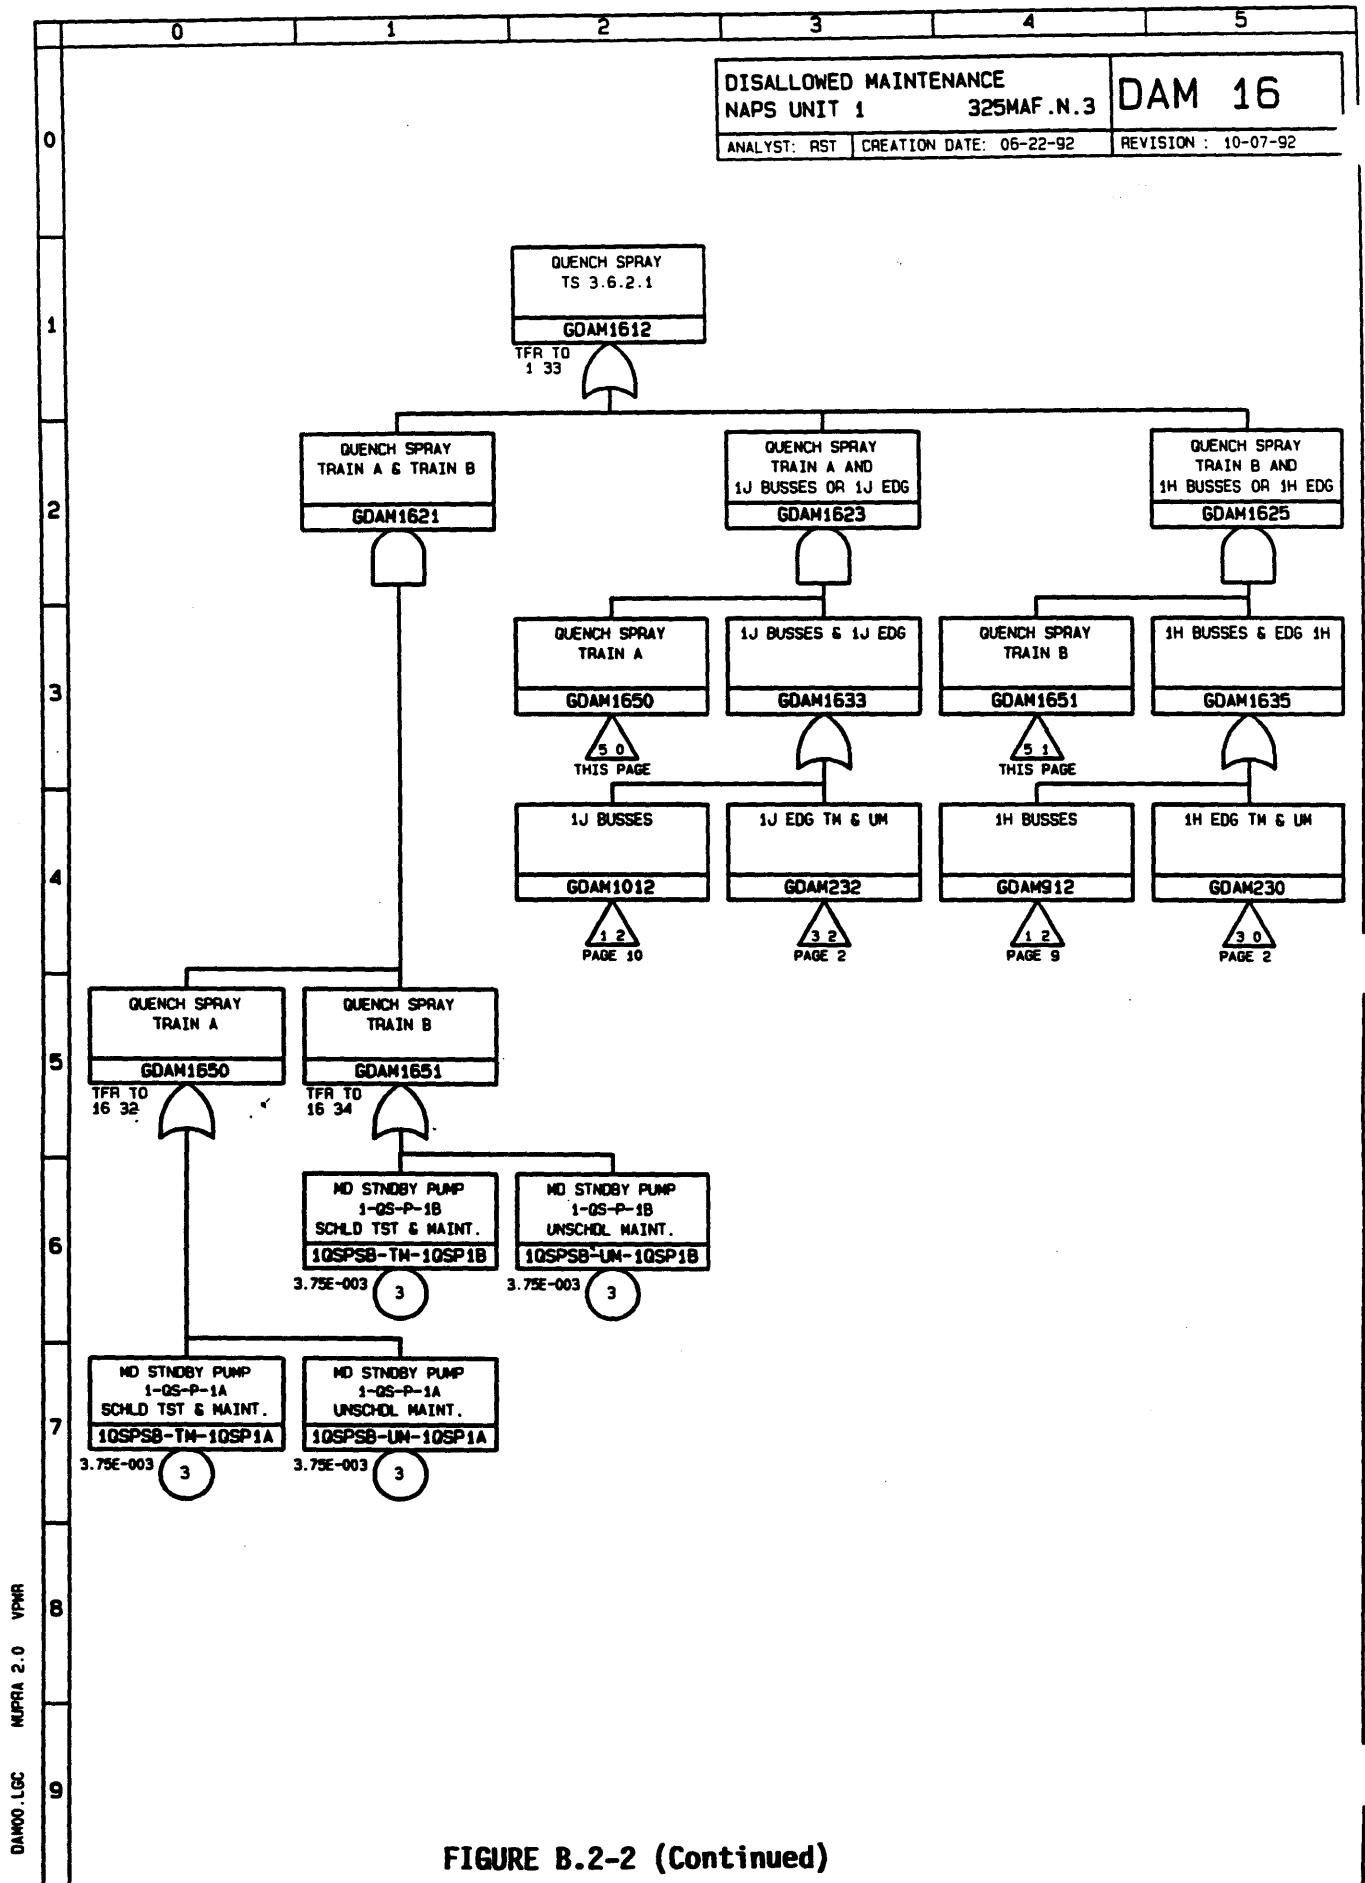 0 1 2 3 4 5
DISALLOWED MAINTENANCE
NAPS UNIT 1 325MAF.N.3
DAM 16
ANALYST: RST CREATION DATE: 06-22-92 REVISION : 10-07-92
0
QUENCH SPRAY
TS 3.6.2.1
GDAM1612
TFR TO
1 33
1
QUENCH SPRAY
TRAIN A & TRAIN B
GDAM1621
QUENCH SPRAY
TRAIN A AND
1J BUSSES OR 1J EDG
GDAM1623
QUENCH SPRAY
TRAIN B AND
1H BUSSES OR 1H EDG
GDAM1625
2
QUENCH SPRAY
TRAIN A
GDAM1650
5 0
THIS PAGE
1J BUSSES & 1J EDG
GDAM1633
QUENCH SPRAY
TRAIN B
GDAM1651
5 1
THIS PAGE
1H BUSSES & EDG 1H
GDAM1635
3
1J BUSSES
GDAM1012
1 2
PAGE 10
1J EDG TM & UM
GDAM232
3 2
PAGE 2
1H BUSSES
GDAM912
1 2
PAGE 9
1H EDG TM & UM
GDAM230
3 0
PAGE 2
4
QUENCH SPRAY
TRAIN A
GDAM1650
TFR TO
16 32
QUENCH SPRAY
TRAIN B
GDAM1651
TFR TO
16 34
5
MD STNDBY PUMP
1-QS-P-1B
SCHLD TST & MAINT.
1QSPSB-TM-1QSP1B
3.75E-003
3
MD STNDBY PUMP
1-QS-P-1B
UNSCHDL MAINT.
1QSPSB-UM-1QSP1B
3.75E-003
3
6
MD STNDBY PUMP
1-QS-P-1A
SCHLD TST & MAINT.
1QSPSB-TM-1QSP1A
3.75E-003
3
MD STNDBY PUMP
1-QS-P-1A
UNSCHDL MAINT.
1QSPSB-UM-1QSP1A
3.75E-003
3
7
8
9
DAM00.LGC NUPRA 2.0 VPWR
FIGURE B.2-2 (Continued)